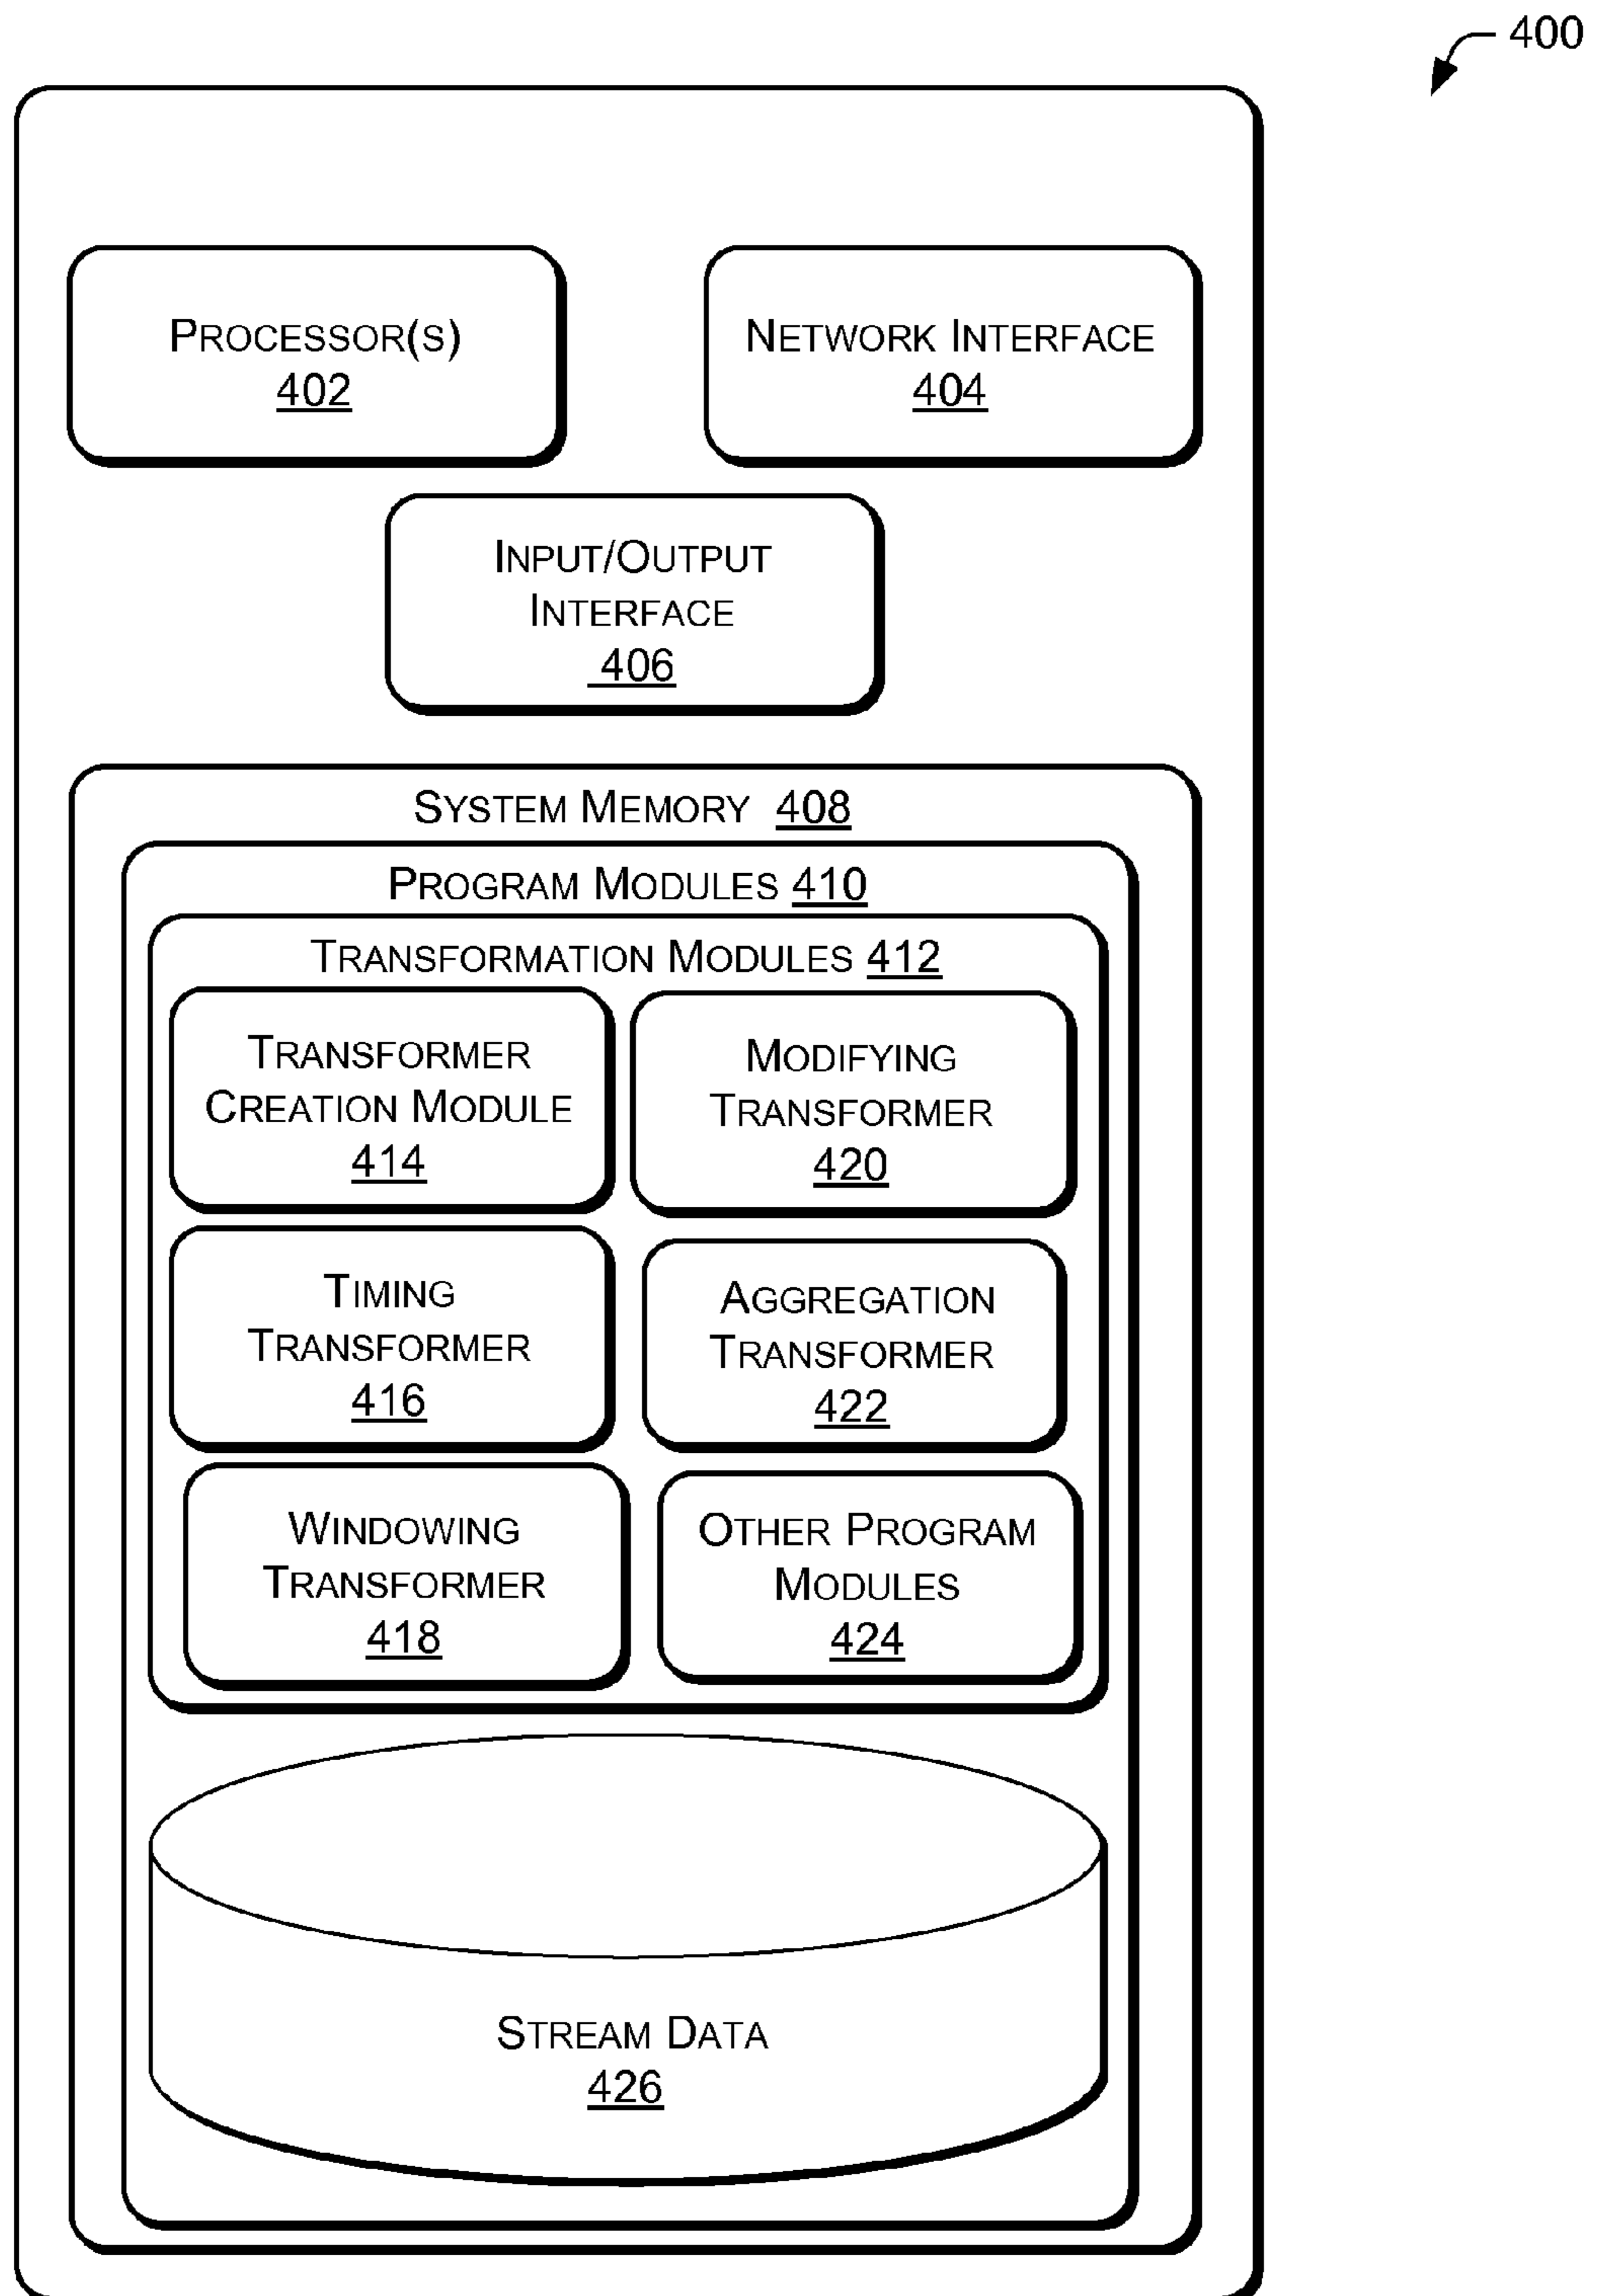 400
PROCESSOR(S)
402
NETWORK INTERFACE
404
INPUT/OUTPUT
INTERFACE
406
SYSTEM MEMORY 408
PROGRAM MODULES 410
TRANSFORMATION MODULES 412
TRANSFORMER
CREATION MODULE
414
MODIFYING
TRANSFORMER
420
TIMING
TRANSFORMER
416
AGGREGATION
TRANSFORMER
422
WINDOWING
TRANSFORMER
418
OTHER PROGRAM
MODULES
424
STREAM DATA
426